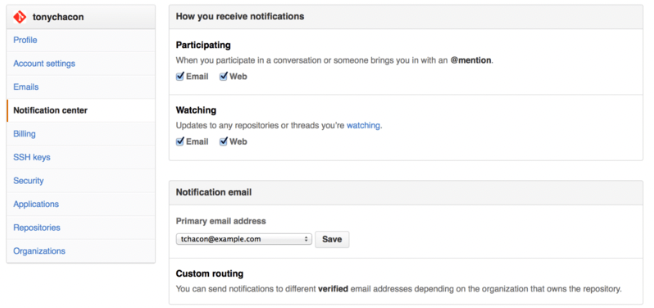 tonychacon
Profile
Account settings
Emails
Notification center
Billing
SSH keys
Security
Applications
Repositories
Organizations
How you receive notifications
Participating
When you participate in a conversation or someone brings you in with an @mention.
Email Web
Watching
Updates to any repositories or threads you're watching.
Email Web
Notification email
Primary email address
tchacon@example.com Save
Custom routing
You can send notifications to different verified email addresses depending on the organization that owns the repository.